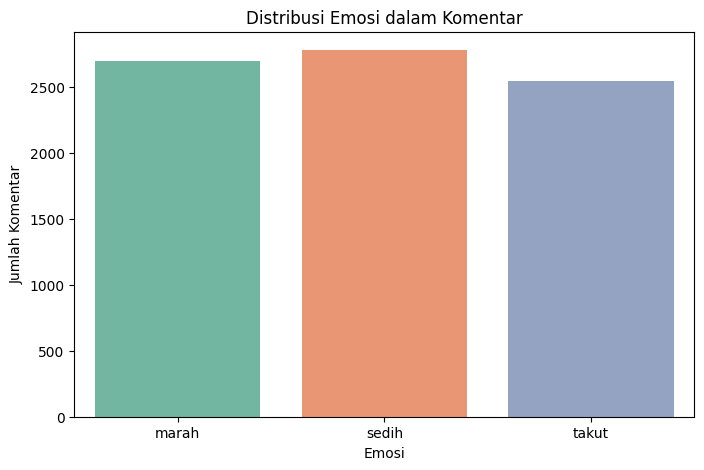 Distribusi Emosi dalam Komentar
Jumlah Komentar
2500
2000
1500
1000
500
0
marah
sedih
takut
Emosi